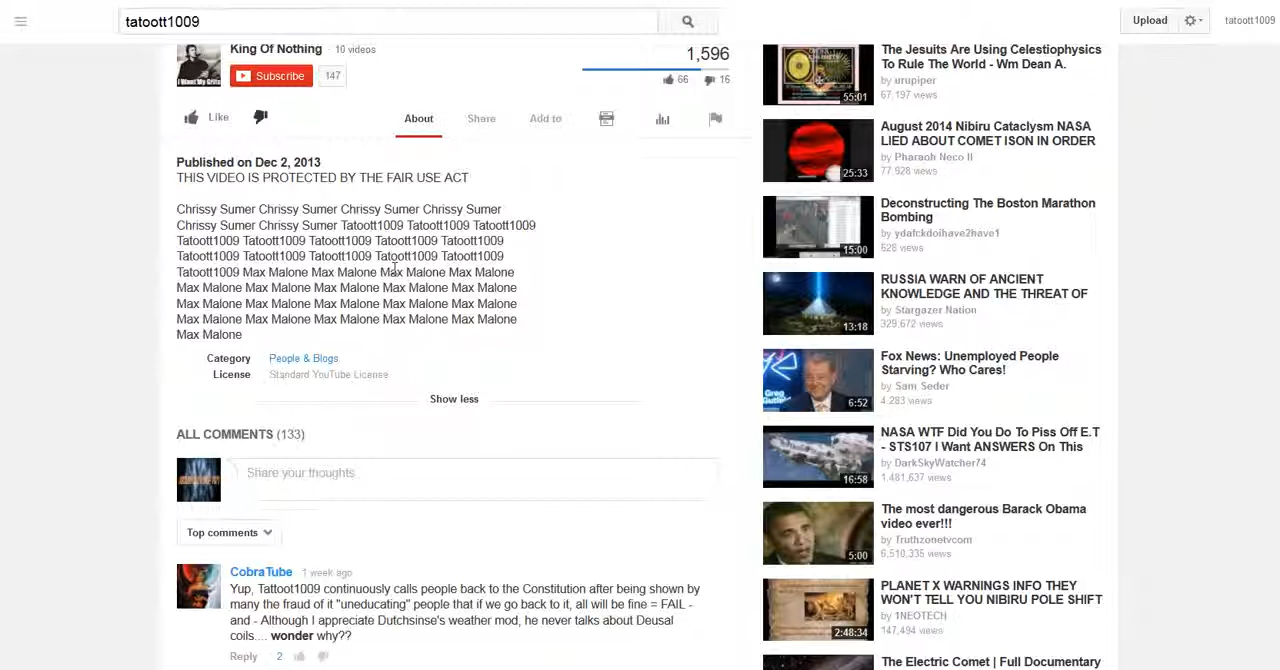 tatoott1009
Upload
tatoott1009
King Of Nothing · 10 videos
Subscribe 147
1,596
66 16
Like
About Share Add to
Published on Dec 2, 2013
THIS VIDEO IS PROTECTED BY THE FAIR USE ACT
Chrissy Sumer Chrissy Sumer Chrissy Sumer Chrissy Sumer
Chrissy Sumer Chrissy Sumer Tatoott1009 Tatoott1009 Tatoott1009
Tatoott1009 Tatoott1009 Tatoott1009 Tatoott1009 Tatoott1009
Tatoott1009 Tatoott1009 Tatoott1009 Tatoott1009 Tatoott1009
Tatoott1009 Max Malone Max Malone Max Malone Max Malone
Max Malone Max Malone Max Malone Max Malone Max Malone
Max Malone Max Malone Max Malone Max Malone Max Malone
Max Malone Max Malone Max Malone Max Malone Max Malone
Max Malone
Category People & Blogs
License Standard YouTube License
Show less
ALL COMMENTS (133)
Share your thoughts
Top comments
CobraTube 1 week ago
Yup, Tattoot1009 continuously calls people back to the Constitution after being shown by
many the fraud of it "uneducating" people that if we go back to it, all will be fine = FAIL -
and - Although I appreciate Dutchsinse's weather mod, he never talks about Deusal
coils.... wonder why??
Reply 2
The Jesuits Are Using Celestiophysics
To Rule The World - Wm Dean A.
by urupiper
67,197 views
55:01
August 2014 Nibiru Cataclysm NASA
LIED ABOUT COMET ISON IN ORDER
by Pharaoh Neco II
77,928 views
25:33
Deconstructing The Boston Marathon
Bombing
by ydafckdoihave2have1
628 views
15:00
RUSSIA WARN OF ANCIENT
KNOWLEDGE AND THE THREAT OF
by Stargazer Nation
329,672 views
13:18
Fox News: Unemployed People
Starving? Who Cares!
by Sam Seder
4,283 views
6:52
NASA WTF Did You Do To Piss Off E.T
- STS107 I Want ANSWERS On This
by DarkSkyWatcher74
1,481,637 views
16:58
The most dangerous Barack Obama
video ever!!!
by Truthzonetvcom
6,510,335 views
5:00
PLANET X WARNINGS INFO THEY
WON'T TELL YOU NIBIRU POLE SHIFT
by 1NEOTECH
147,494 views
2:48:34
The Electric Comet | Full Documentary